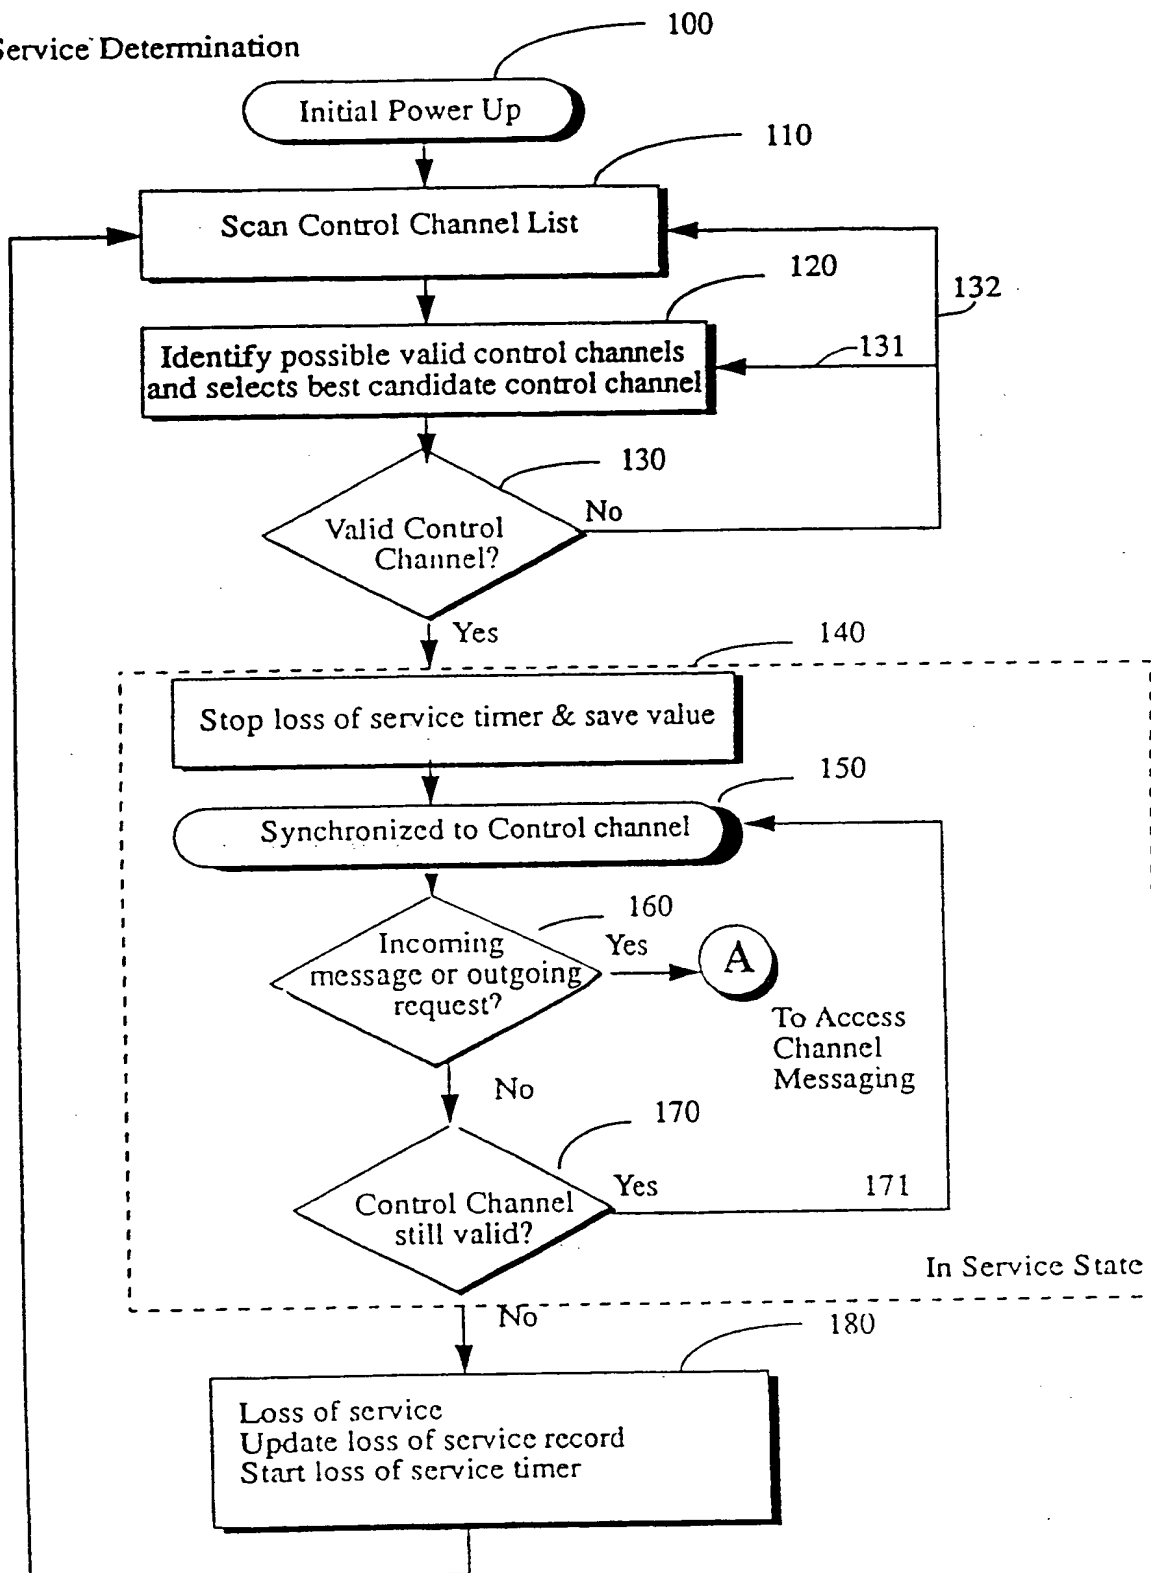 Service Determination
100
Initial Power Up
110
Scan Control Channel List
120
132
Identify possible valid control channels
and selects best candidate control channel
131
130
Valid Control
Channel?
No
Yes
140
Stop loss of service timer & save value
150
Synchronized to Control channel
160
Incoming
message or outgoing
request?
Yes
A
To Access
Channel
Messaging
No
170
Control Channel
still valid?
Yes
171
In Service State
No
180
Loss of service
Update loss of service record
Start loss of service timer